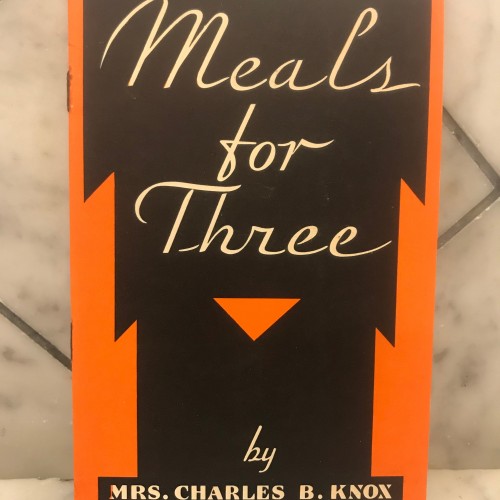 Meals
for
Three
by
MRS. CHARLES B. KNOX